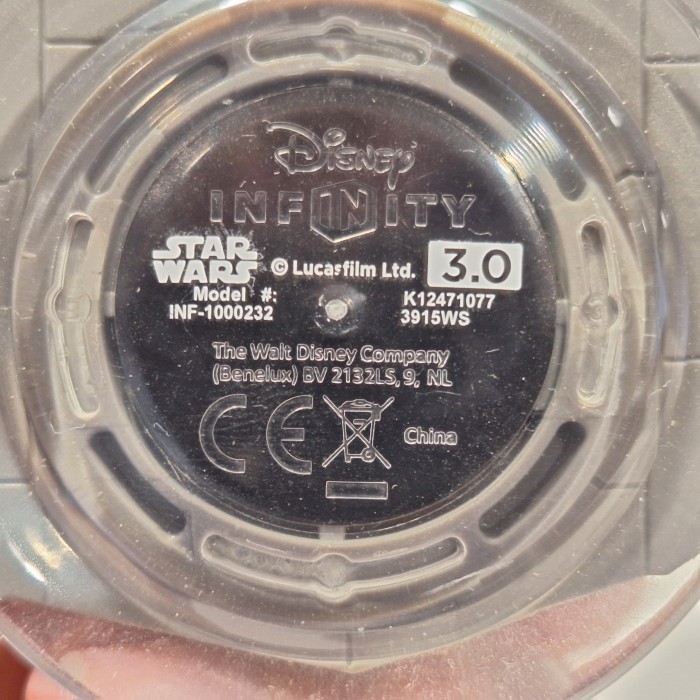 Disney
INFINITY
STAR WARS © Lucasfilm Ltd. 3.0
Model #: K12471077
INF-1000232 3915WS
The Walt Disney Company
(Benelux) BV 2132LS, 9, NL
CE China